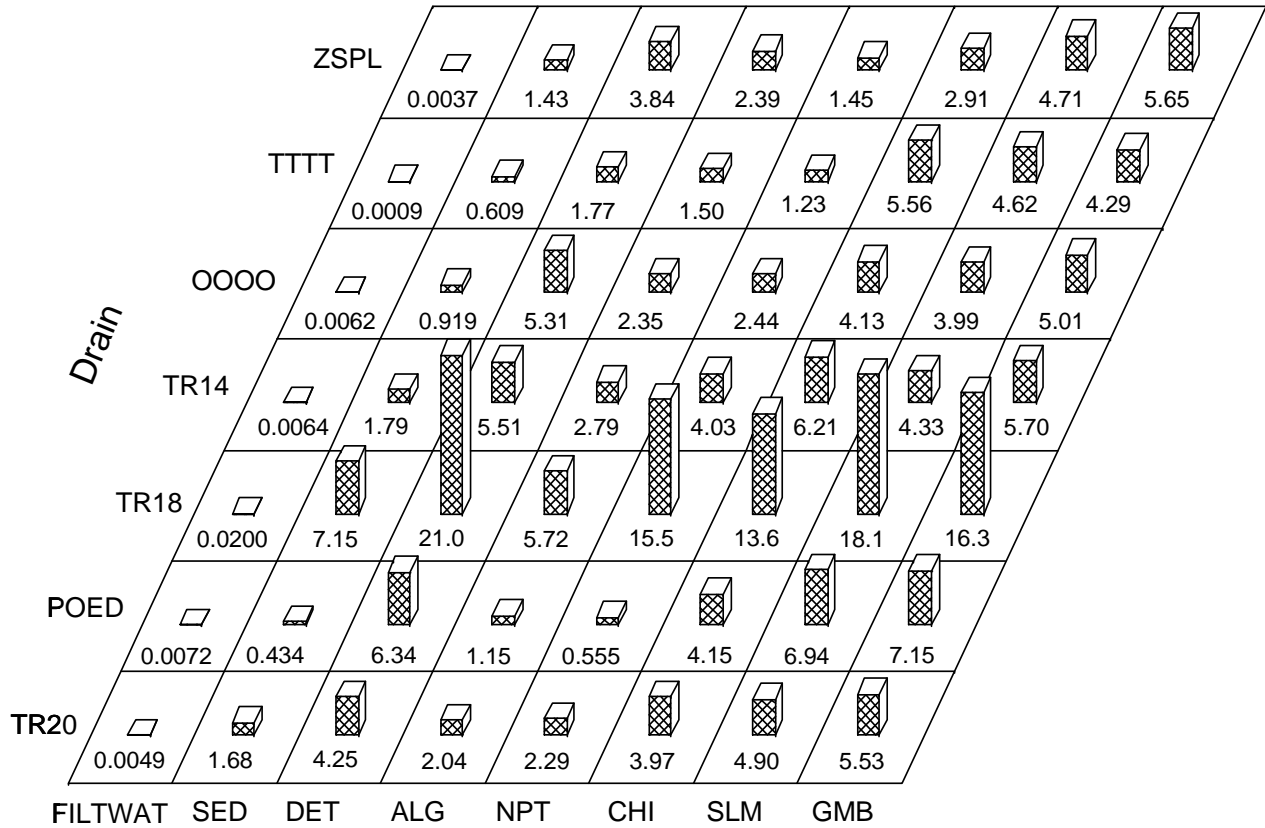 ZSPL
0.0037 1.43 3.84 2.39 1.45 2.91 4.71 5.65
TTTT
0.0009 0.609 1.77 1.50 1.23 5.56 4.62 4.29
OOOO
0.0062 0.919 5.31 2.35 2.44 4.13 3.99 5.01
Drain
TR14
0.0064 1.79 5.51 2.79 4.03 6.21 4.33 5.70
TR18
0.0200 7.15 21.0 5.72 15.5 13.6 18.1 16.3
POED
0.0072 0.434 6.34 1.15 0.555 4.15 6.94 7.15
TR20
0.0049 1.68 4.25 2.04 2.29 3.97 4.90 5.53
FILTWAT SED DET ALG NPT CHI SLM GMB